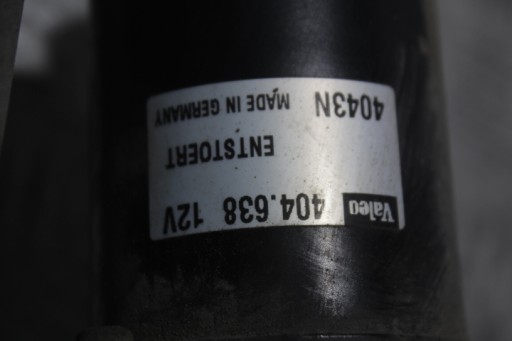 Valeo 404.638 12V
ENTSTOERT
4043N MADE IN GERMANY